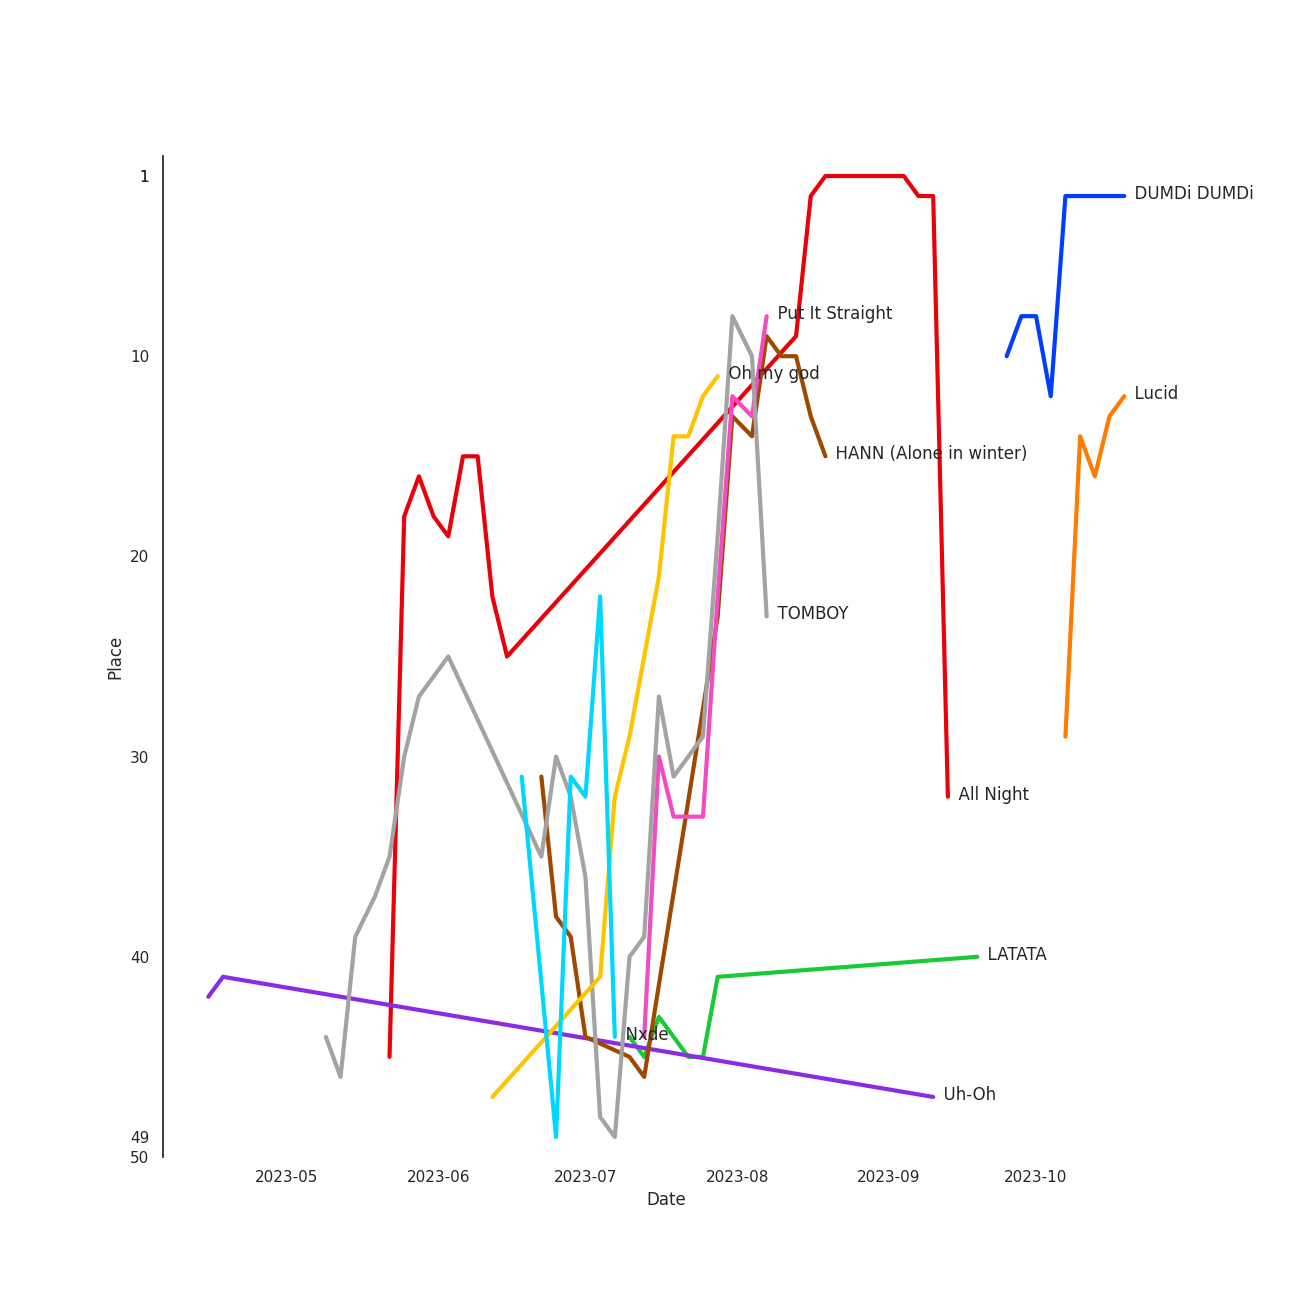 1
DUMDi DUMDi
Put It Straight
10
Oh my god
Lucid
HANN (Alone in winter)
20
TOMBOY
Place
30
All Night
40
LATATA
Nxde
Uh-Oh
49
50
2023-05
2023-06
2023-07
2023-08
2023-09
2023-10
Date